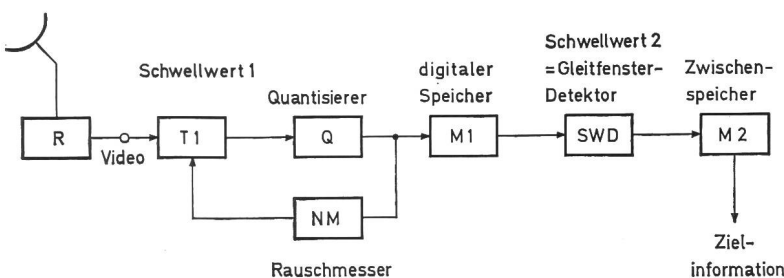 Schwellwert 1
Quantisierer
digitaler
Speicher
Schwellwert 2
=Gleitfenster-
Detektor
Zwischen-
speicher
R
Video
T1
Q
M1
SWD
M2
NM
Rauschmesser
Ziel-
information